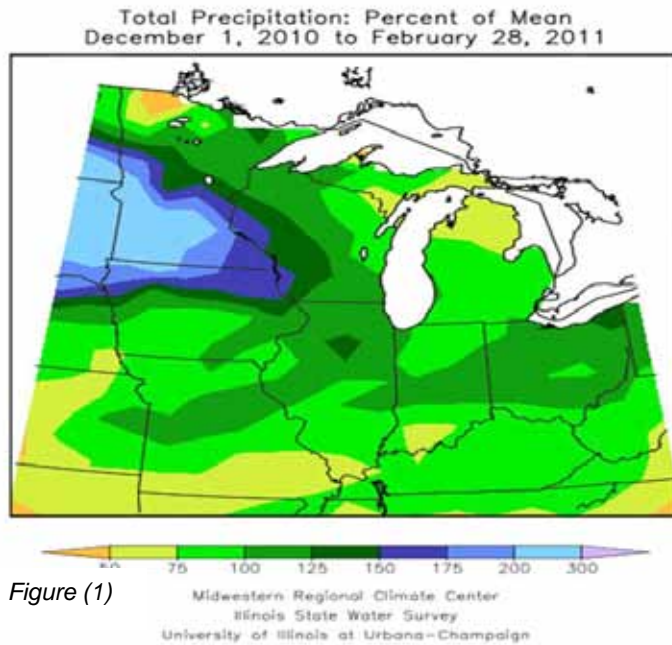 Total Precipitation: Percent of Mean
December 1, 2010 to February 28, 2011
50 75 100 125 150 175 200 300
Figure (1)
Midwestern Regional Climate Center
Illinois State Water Survey
University of Illinois at Urbana-Champaign